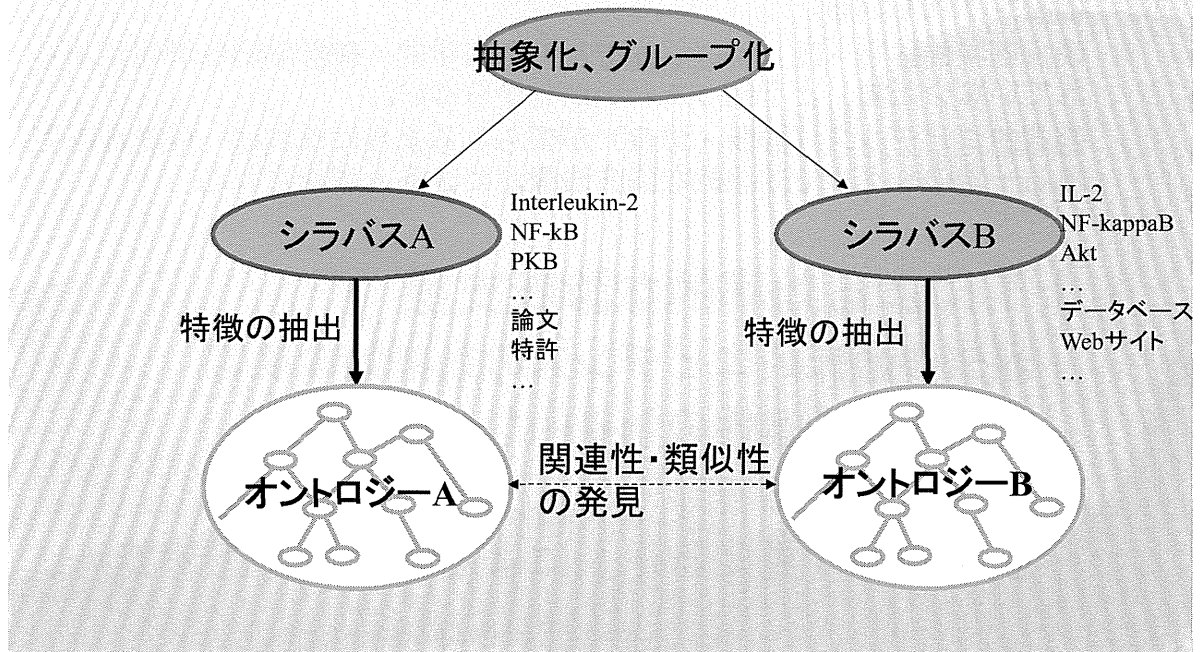 抽象化、グループ化
シラバスA
Interleukin-2
NF-kB
PKB
…
論文
特許
…
シラバスB
IL-2
NF-kappaB
Akt
…
データベース
Webサイト
…
特徴の抽出
特徴の抽出
オントロジーA
関連性・類似性
の発見
オントロジーB